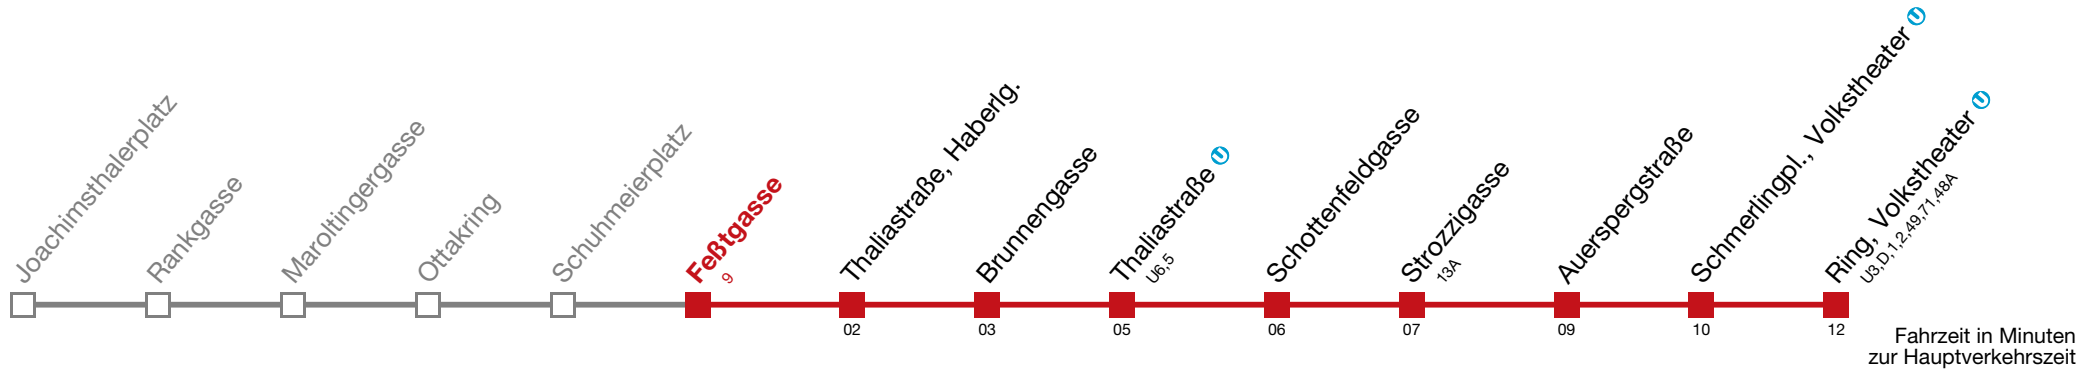 Joachimsthalerplatz
Rankgasse
Maroltingergasse
Ottakring
Schuhmeierplatz
Feßtgasse
9
Thaliastraße, Haberlg.
02
Brunnengasse
03
Thaliastraße U
U6,5
05
Schottenfeldgasse
06
Strozzigasse
13A
07
Auerspergstraße
09
Schmerlingpl., Volkstheater U
10
Ring, Volkstheater U
U3,D,1,2,49,71,48A
12
Fahrzeit in Minuten
zur Hauptverkehrszeit